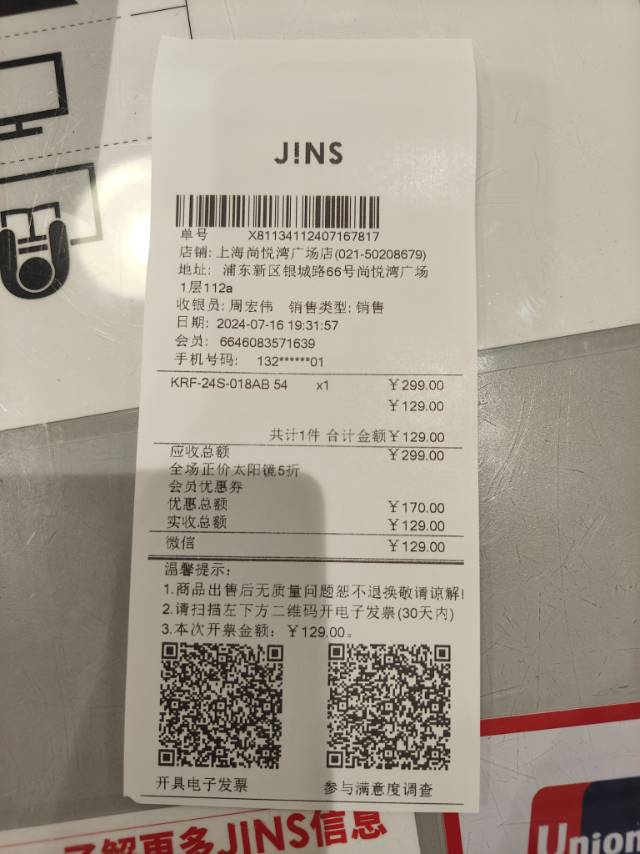 J!NS
单号 X81134112407167817
店铺: 上海尚悦湾广场店(021-50208679)
地址: 浦东新区银城路66号尚悦湾广场
1层112a
收银员: 周宏伟 销售类型: 销售
日期: 2024-07-16 19:31:57
会员: 6646083571639
手机号码: 132******01
KRF-24S-018AB 54 x1 ¥299.00
¥129.00
共计1件 合计金额¥129.00
应收总额 ¥299.00
全场正价太阳镜5折
会员优惠券
优惠总额 ¥170.00
实收总额 ¥129.00
微信 ¥129.00
温馨提示:
1.商品出售后无质量问题恕不退换敬请谅解!
2.请扫描左下方二维码开电子发票(30天内)
3.本次开票金额: ¥129.00。
开具电子发票 参与满意度调查
了解更多JINS信息
Union